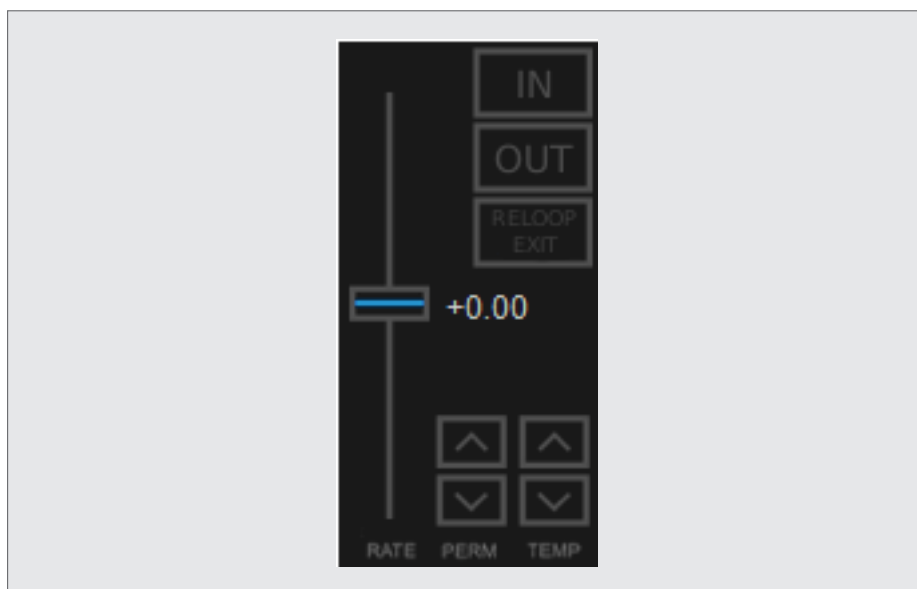 IN
OUT
RELOOP
EXIT
+0.00
RATE PERM TEMP